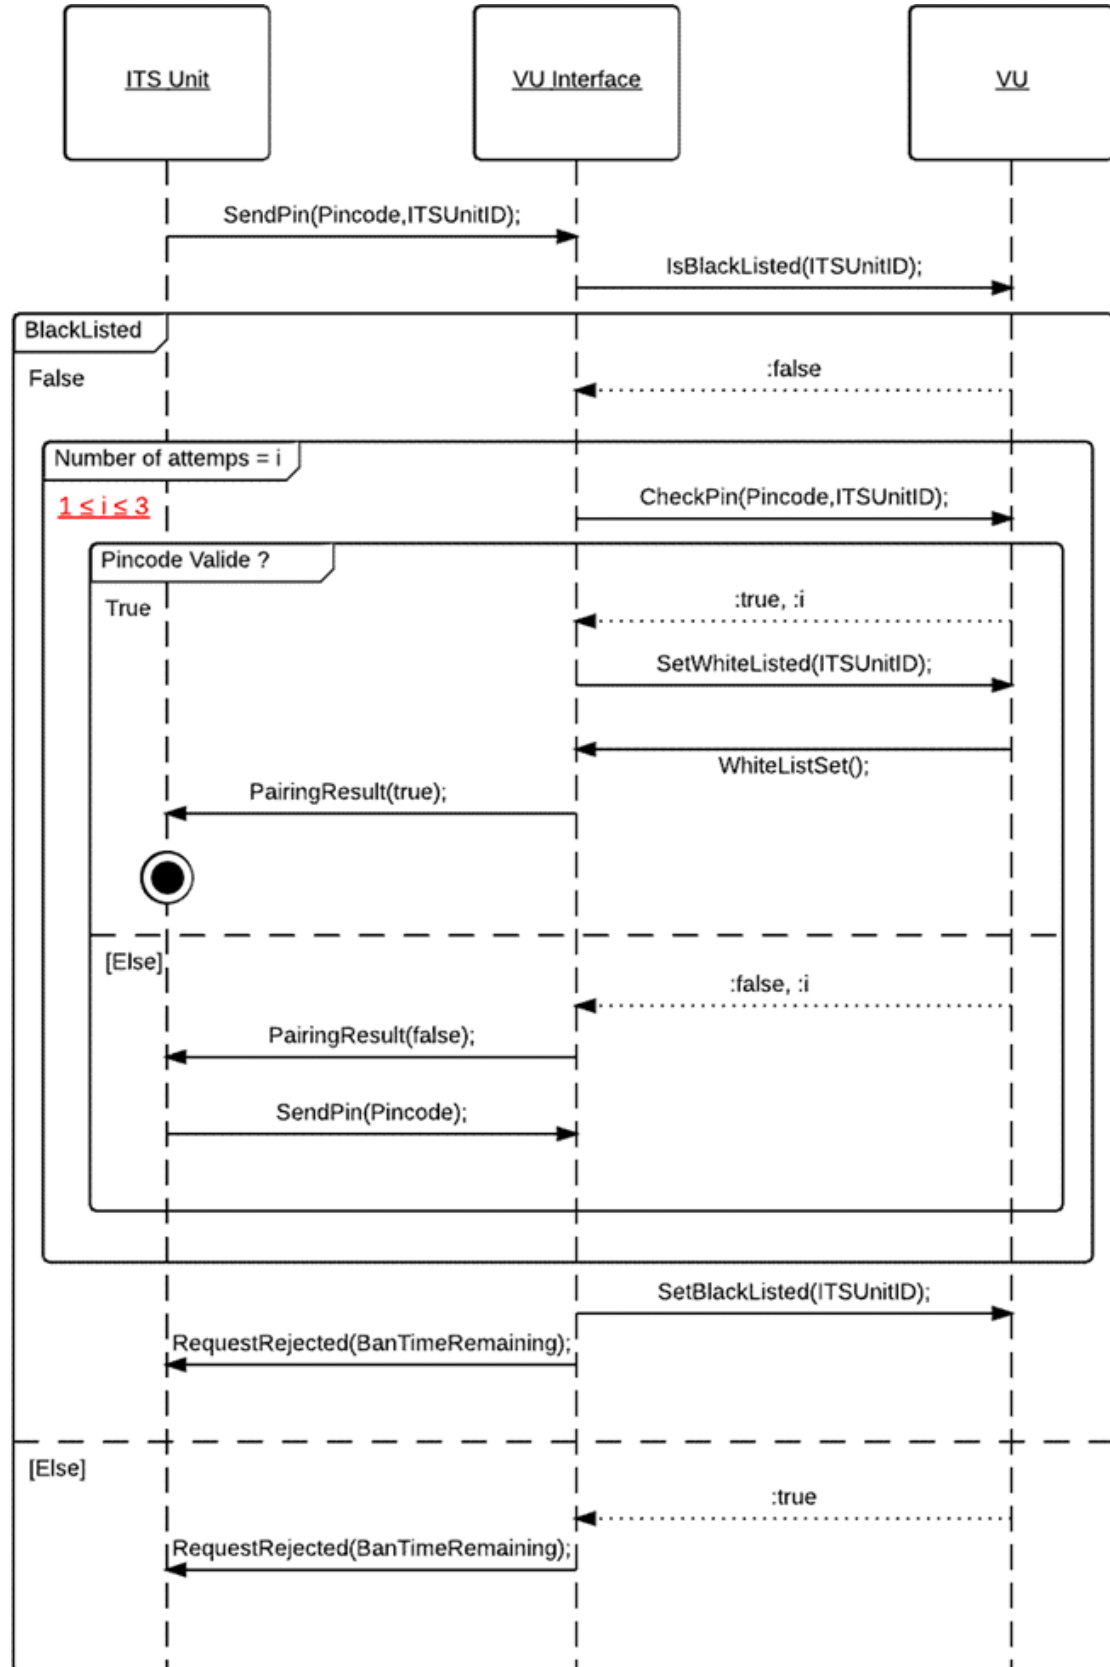 ITS Unit
VU Interface
VU
SendPin(Pincode,ITSUnitID);
IsBlackListed(ITSUnitID);
BlackListed
False
:false
Number of attemps = i
1 ≤ i ≤ 3
CheckPin(Pincode,ITSUnitID);
Pincode Valide ?
True
:true, :i
SetWhiteListed(ITSUnitID);
WhiteListSet();
PairingResult(true);
[Else]
:false, :i
PairingResult(false);
SendPin(Pincode);
SetBlackListed(ITSUnitID);
RequestRejected(BanTimeRemaining);
[Else]
:true
RequestRejected(BanTimeRemaining);